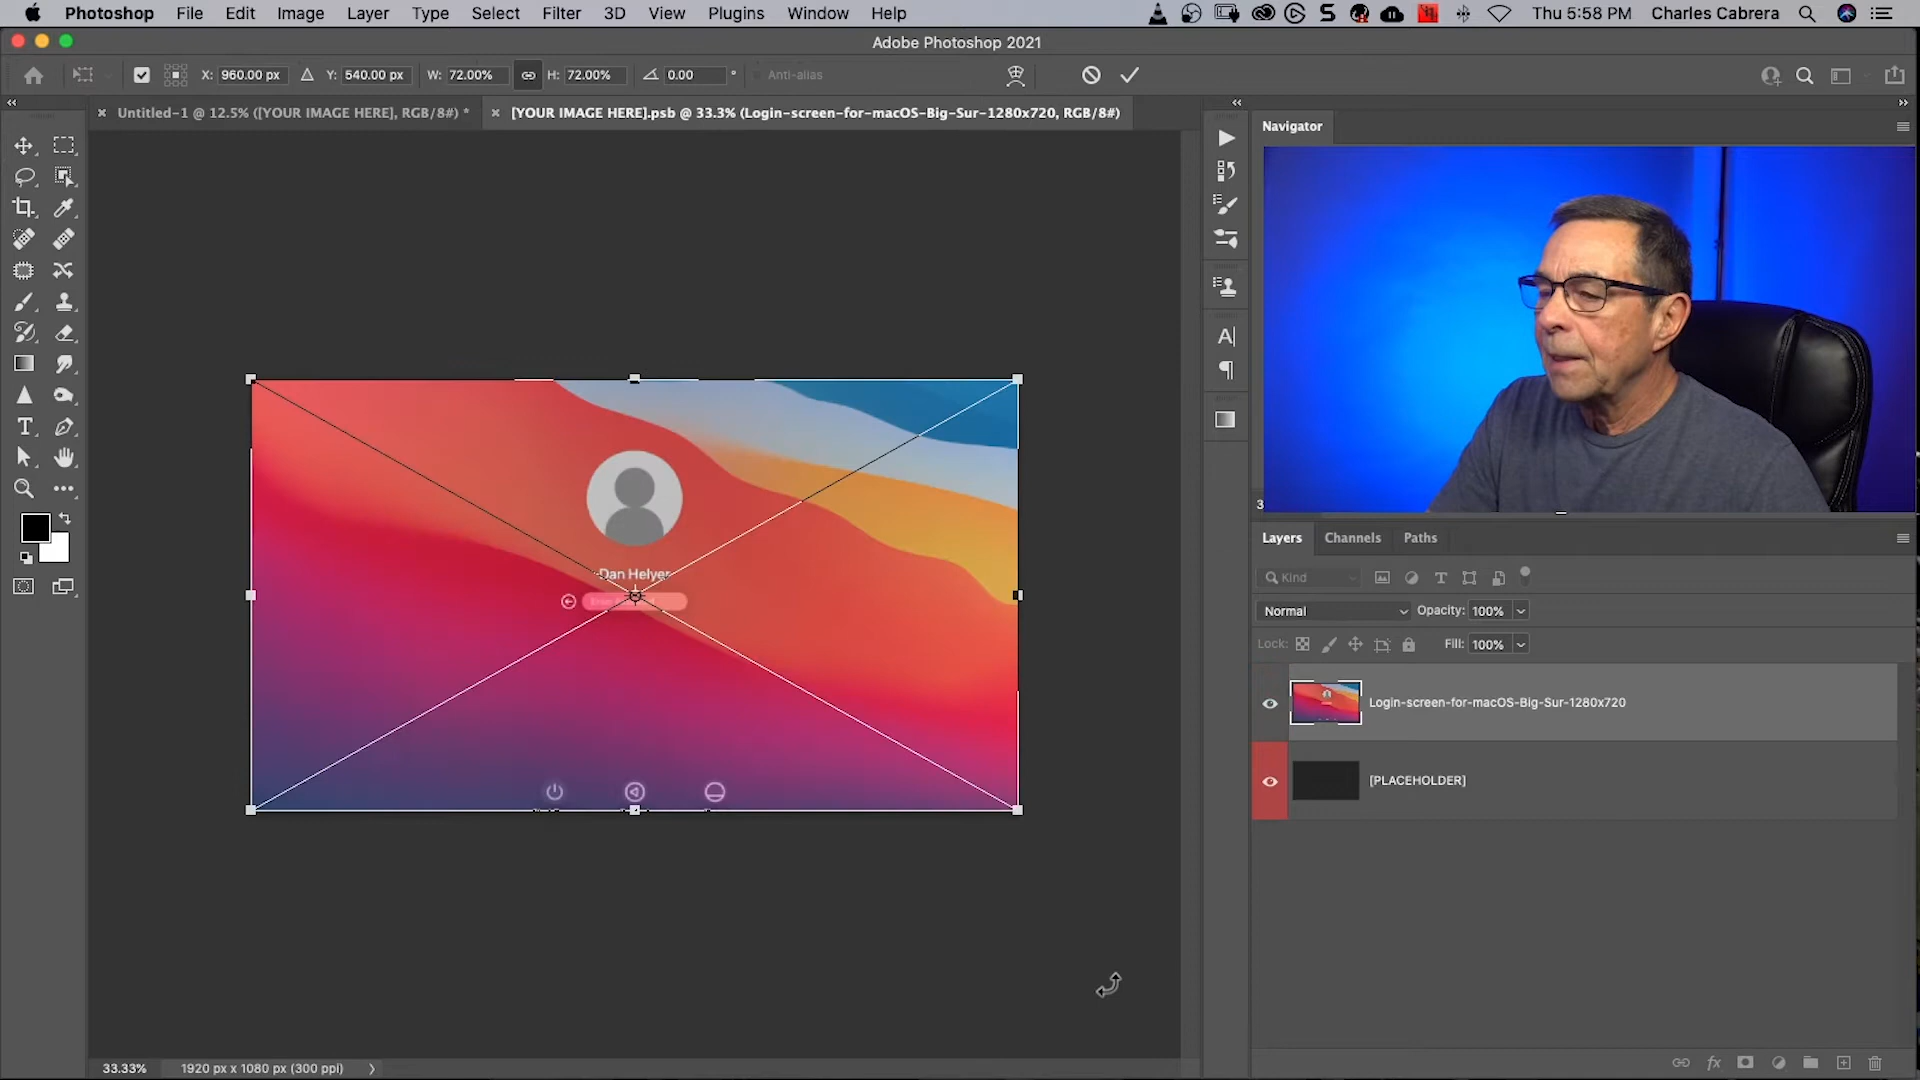 Photoshop File Edit Image Layer Type Select Filter 3D View Plugins Window Help Thu 5:58 PM Charles Cabrera
Adobe Photoshop 2021
X: 960.00 px Y: 540.00 px W: 72.00% H: 72.00% 0.00 ° Anti-alias
Untitled-1 @ 12.5% ([YOUR IMAGE HERE], RGB/8#) * [YOUR IMAGE HERE].psb @ 33.3% (Login-screen-for-macOS-Big-Sur-1280x720, RGB/8#)
Navigator
Dan Helyer
3
Layers Channels Paths
Kind
Normal Opacity: 100%
Lock: Fill: 100%
Login-screen-for-macOS-Big-Sur-1280x720
[PLACEHOLDER]
33.33% 1920 px x 1080 px (300 ppi)